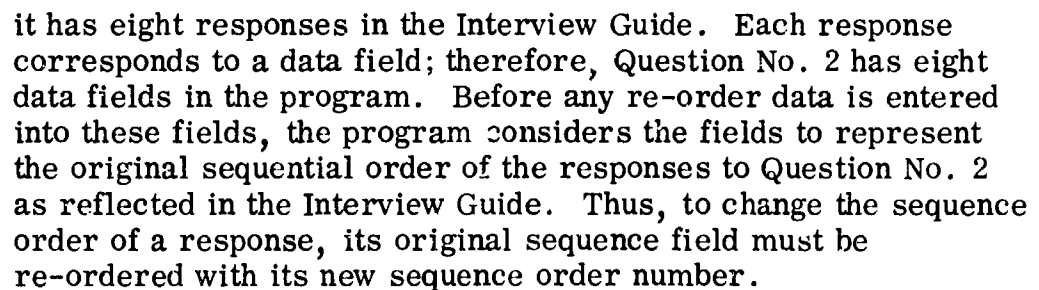 it has eight responses in the Interview Guide. Each response
corresponds to a data field; therefore, Question No. 2 has eight
data fields in the program. Before any re-order data is entered
into these fields, the program considers the fields to represent
the original sequential order of the responses to Question No. 2
as reflected in the Interview Guide. Thus, to change the sequence
order of a response, its original sequence field must be
re-ordered with its new sequence order number.